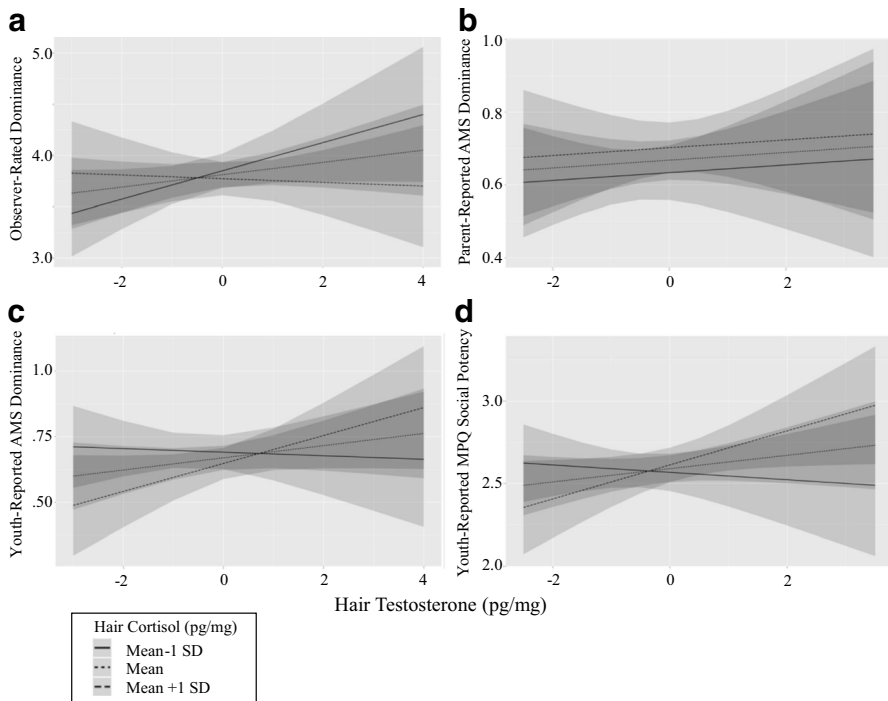 a
5.0
4.0
3.0
-2
0
2
4
Observer-Rated Dominance
b
1.0
0.8
0.6
0.4
-2
0
2
Parent-Reported AMS Dominance
c
1.0
.75
.50
-2
0
2
4
Youth-Reported AMS Dominance
d
3.0
2.5
2.0
-2
0
2
Youth-Reported MPQ Social Potency
Hair Testosterone (pg/mg)
Hair Cortisol (pg/mg)
Mean-1 SD
Mean
Mean +1 SD